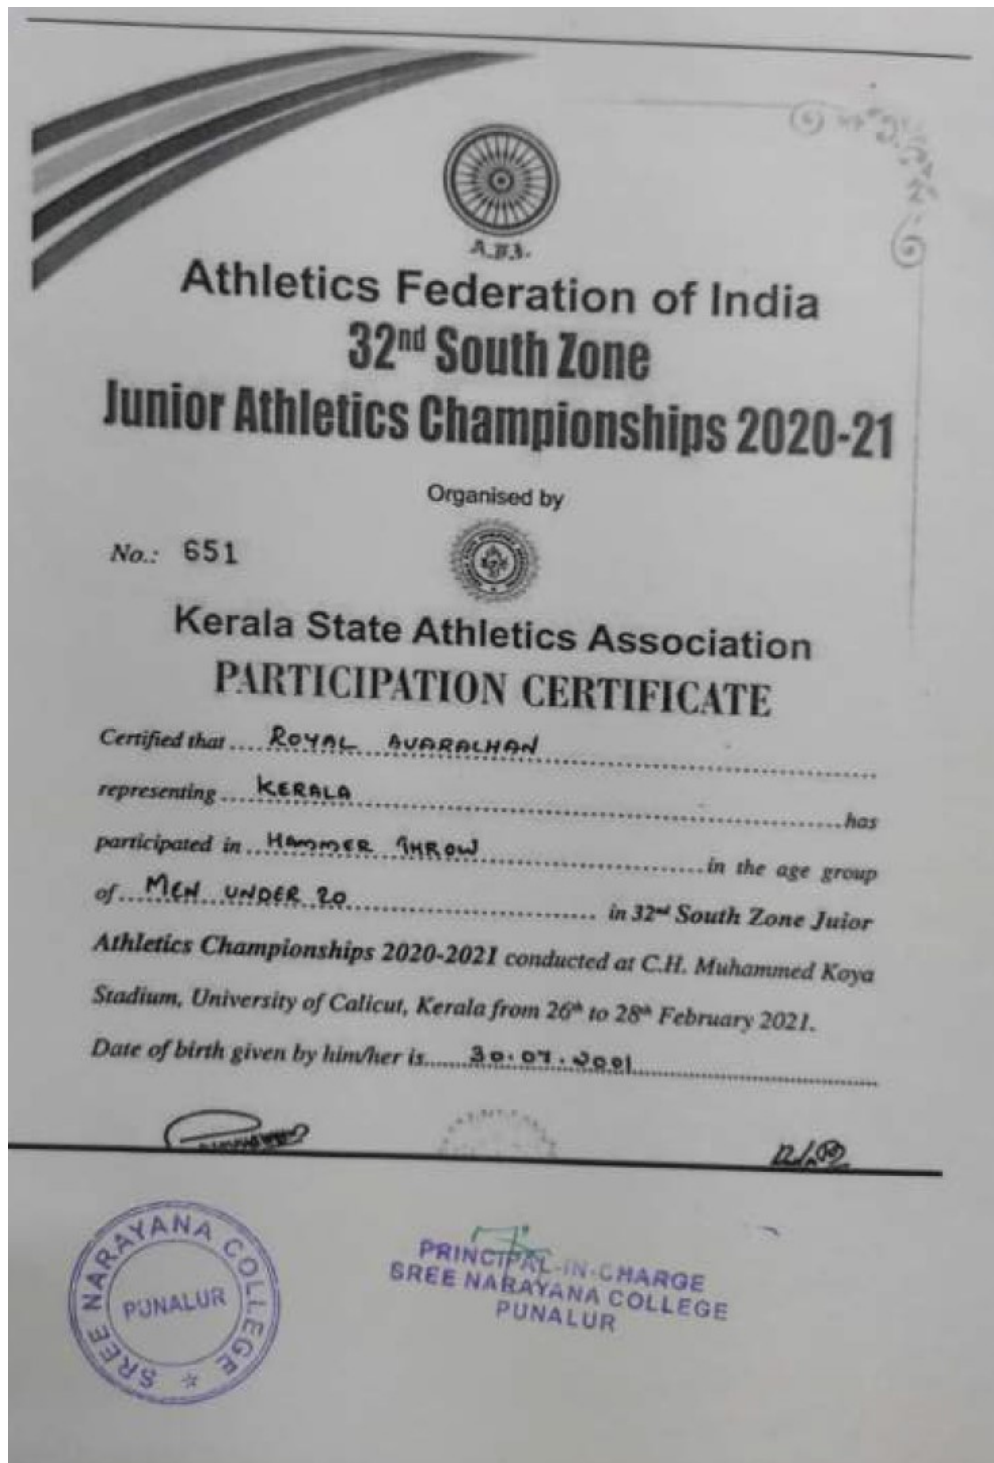 A.F.I.
Athletics Federation of India
32nd South Zone
Junior Athletics Championships 2020-21
Organised by
No.: 651
Kerala State Athletics Association
PARTICIPATION CERTIFICATE
Certified that ROYAL AVARALHAN
representing KERALA has
participated in HAMMER THROW in the age group
of MEN UNDER 20 in 32nd South Zone Juior
Athletics Championships 2020-2021 conducted at C.H. Muhammed Koya
Stadium, University of Calicut, Kerala from 26th to 28th February 2021.
Date of birth given by him/her is 30.07.2001
SREE NARAYANA COLLEGE *
PUNALUR
PRINCIPAL-IN-CHARGE
SREE NARAYANA COLLEGE
PUNALUR